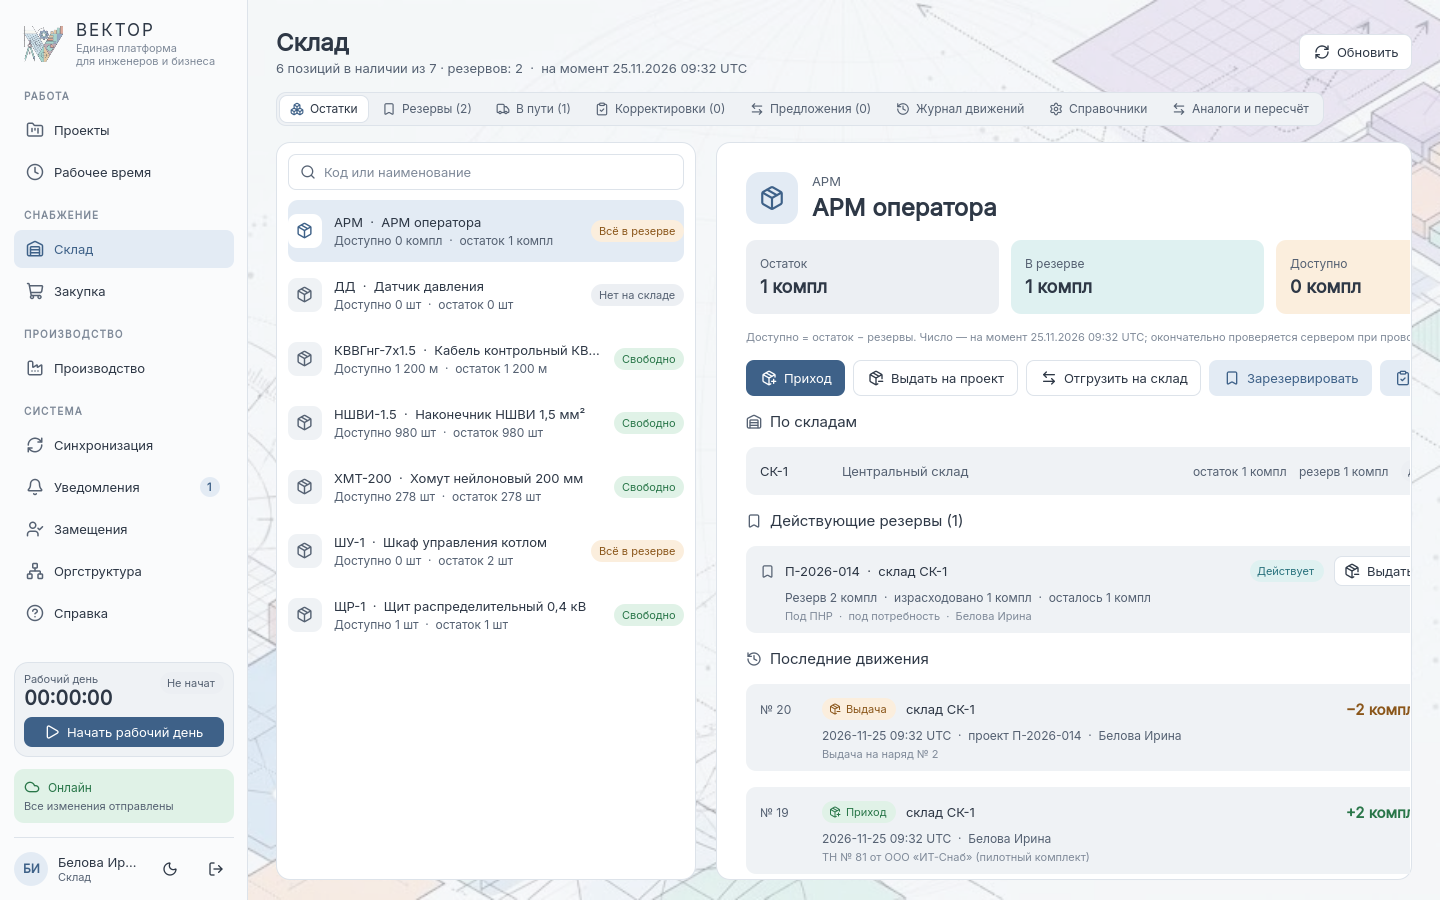 ВЕКТОР
Единая платформа
для инженеров и бизнеса
РАБОТА
Проекты
Рабочее время
СНАБЖЕНИЕ
Склад
Закупка
ПРОИЗВОДСТВО
Производство
СИСТЕМА
Синхронизация
Уведомления 1
Замещения
Оргструктура
Справка
Рабочий день
00:00:00
Не начат
Начать рабочий день
Онлайн
Все изменения отправлены
БИ
Белова Ир...
Склад
Склад
6 позиций в наличии из 7 · резервов: 2 · на момент 25.11.2026 09:32 UTC
Обновить
Остатки
Резервы (2)
В пути (1)
Корректировки (0)
Предложения (0)
Журнал движений
Справочники
Аналоги и пересчёт
Код или наименование
АРМ · АРМ оператора
Доступно 0 компл · остаток 1 компл
Всё в резерве
ДД · Датчик давления
Доступно 0 шт · остаток 0 шт
Нет на складе
КВВГнг-7х1.5 · Кабель контрольный КВ...
Доступно 1 200 м · остаток 1 200 м
Свободно
НШВИ-1.5 · Наконечник НШВИ 1,5 мм²
Доступно 980 шт · остаток 980 шт
Свободно
ХМТ-200 · Хомут нейлоновый 200 мм
Доступно 278 шт · остаток 278 шт
Свободно
ШУ-1 · Шкаф управления котлом
Доступно 0 шт · остаток 2 шт
Всё в резерве
ЩР-1 · Щит распределительный 0,4 кВ
Доступно 1 шт · остаток 1 шт
Свободно
АРМ
АРМ оператора
Остаток
1 компл
В резерве
1 компл
Доступно
0 компл
Доступно = остаток − резервы. Число — на момент 25.11.2026 09:32 UTC; окончательно проверяется сервером при прово
Приход
Выдать на проект
Отгрузить на склад
Зарезервировать
По складам
СК-1 Центральный склад остаток 1 компл резерв 1 компл
Действующие резервы (1)
П-2026-014 · склад СК-1
Действует
Выдать
Резерв 2 компл · израсходовано 1 компл · осталось 1 компл
Под ПНР · под потребность · Белова Ирина
Последние движения
№ 20 Выдача склад СК-1 −2 компл
2026-11-25 09:32 UTC · проект П-2026-014 · Белова Ирина
Выдача на наряд № 2
№ 19 Приход склад СК-1 +2 компл
2026-11-25 09:32 UTC · Белова Ирина
ТН № 81 от ООО «ИТ-Снаб» (пилотный комплект)